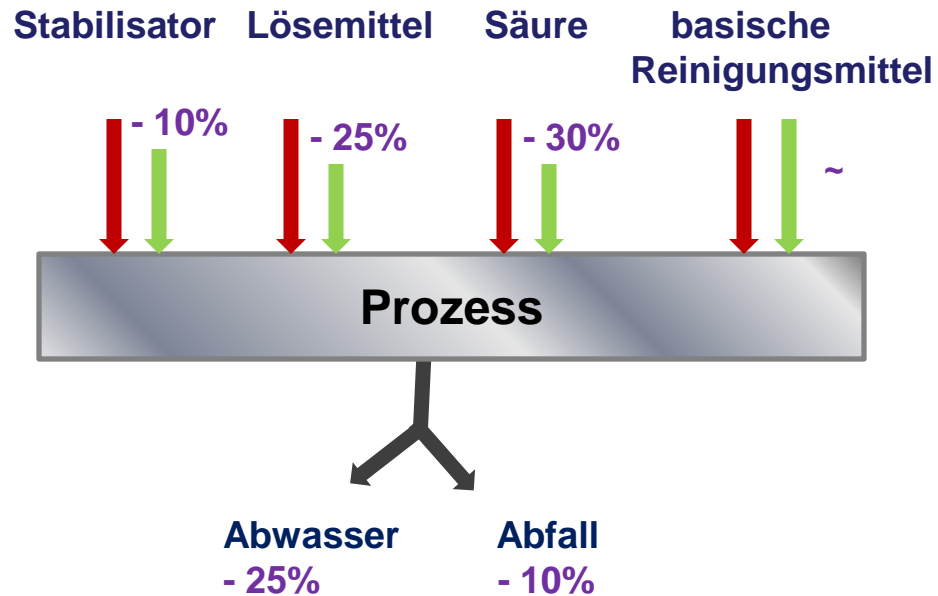 Stabilisator Lösemittel Säure basische
Reinigungsmittel
- 10%
- 25%
- 30%
~
Prozess
Abwasser
- 25%
Abfall
- 10%